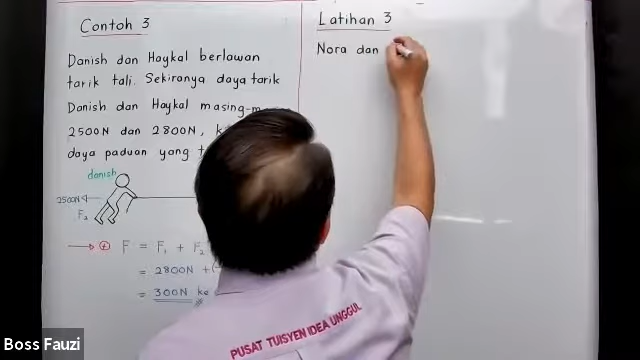 Contoh 3
Danish dan Haykal berlawan
tarik tali. Sekiranya daya tarik
Danish dan Haykal masing-m
2500N dan 2800N,
daya paduan yang
danish
2500N
F₂
F = F₁ + F₂
= 2800N + (
= 300N ke
Latihan 3
Nora dan
PUSAT TUISYEN IDEA UNGGUL
Boss Fauzi